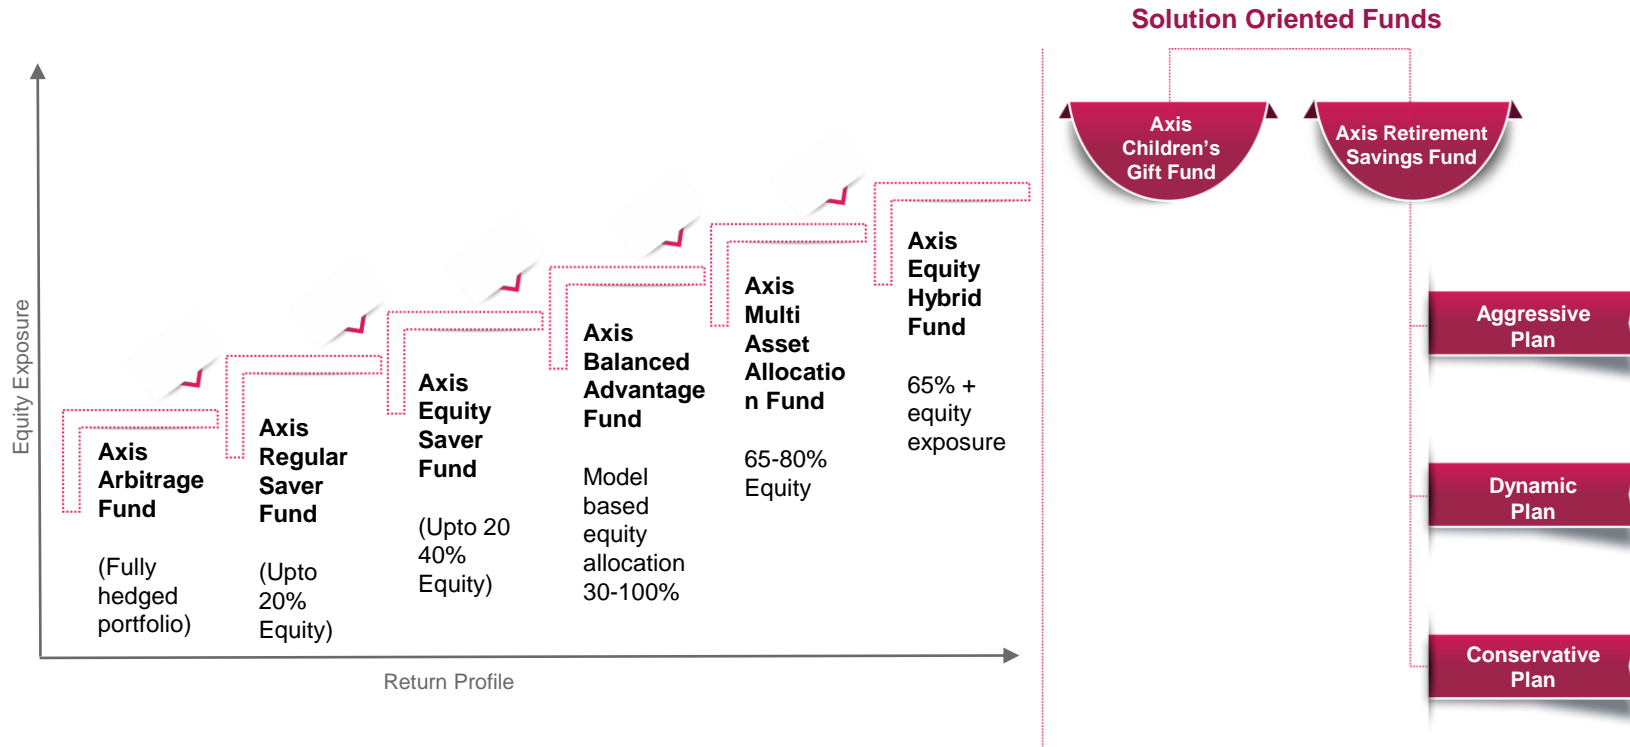 Solution Oriented Funds
Equity Exposure
Axis
Arbitrage
Fund
(Fully
hedged
portfolio)
Axis
Regular
Saver
Fund
(Upto
20%
Equity)
Axis
Equity
Saver
Fund
(Upto 20
40%
Equity)
Axis
Balanced
Advantage
Fund
Model
based
equity
allocation
30-100%
Axis
Multi
Asset
Allocatio
n Fund
65-80%
Equity
Axis
Equity
Hybrid
Fund
65% +
equity
exposure
Return Profile
Axis
Children’s
Gift Fund
Axis Retirement
Savings Fund
Aggressive
Plan
Dynamic
Plan
Conservative
Plan